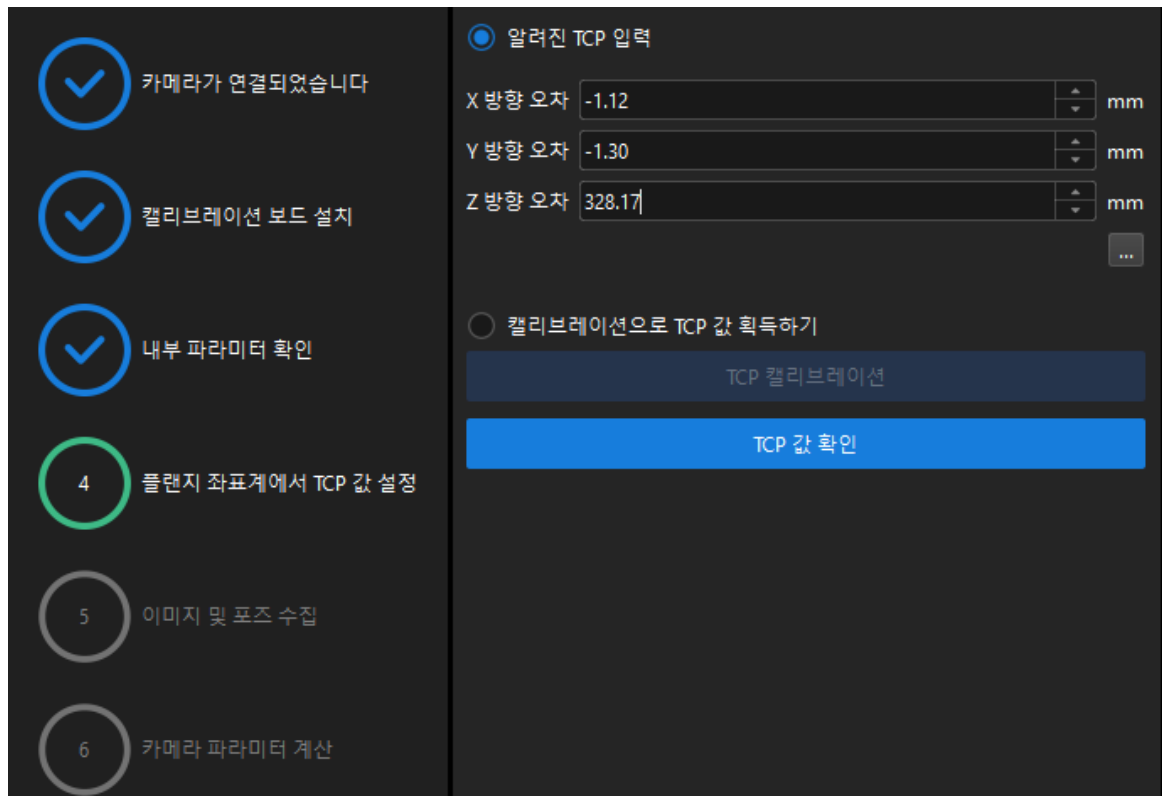 카메라가 연결되었습니다
캘리브레이션 보드 설치
내부 파라미터 확인
4 플랜지 좌표계에서 TCP 값 설정
5 이미지 및 포즈 수집
6 카메라 파라미터 계산
알려진 TCP 입력
X 방향 오차 -1.12 mm
Y 방향 오차 -1.30 mm
Z 방향 오차 328.17 mm
...
캘리브레이션으로 TCP 값 획득하기
TCP 캘리브레이션
TCP 값 확인